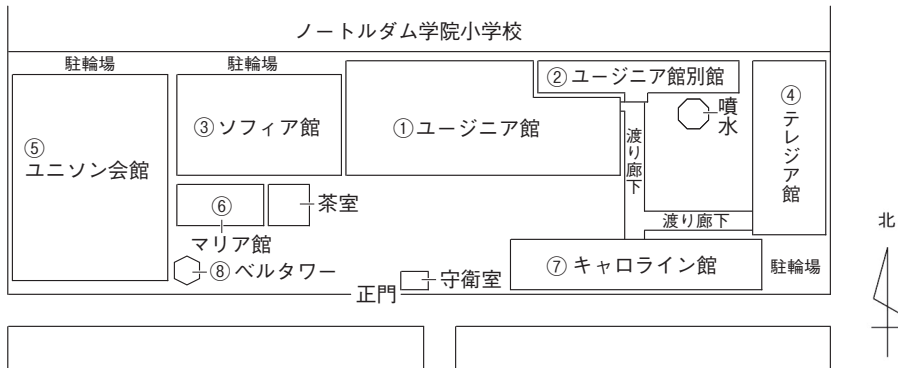 ノートルダム学院小学校
駐輪場
駐輪場
②ユージニア館別館
④テレジア館
噴水
③ソフィア館
①ユージニア館
渡り廊下
⑤
ユニソン会館
⑥
マリア館
茶室
渡り廊下
北
⑧ベルタワー
守衛室
正門
⑦キャロライン館
駐輪場